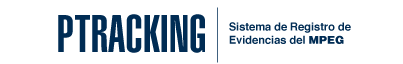 PTRACKING
Sistema de Registro de
Evidencias del MPEG